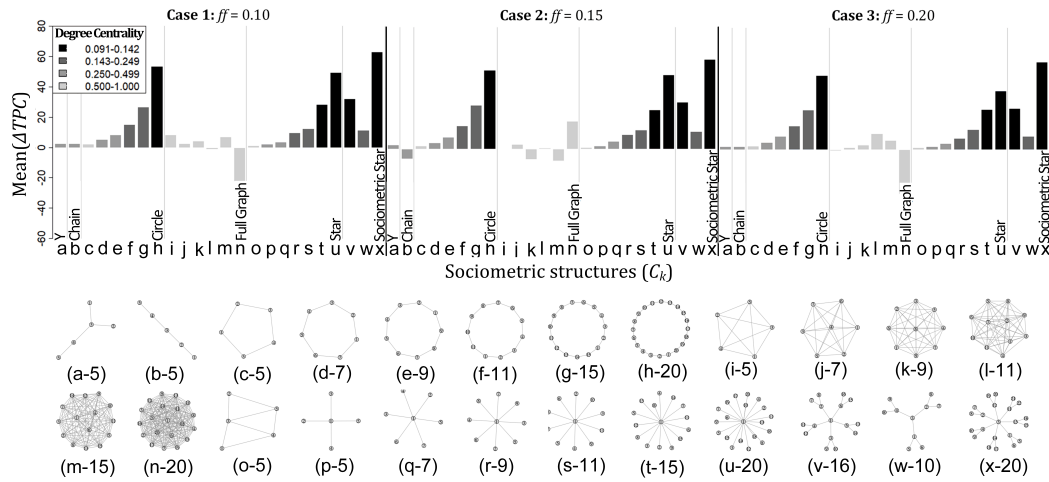 Case 1: ff = 0.10
Case 2: ff = 0.15
Case 3: ff = 0.20
Mean(ΔTPC)
80
60
40
20
0
-20
-40
-60
Degree Centrality
0.091-0.142
0.143-0.249
0.250-0.499
0.500-1.000
Y
Chain
Circle
Full Graph
Star
Sociometric Star
Y
Chain
Circle
Full Graph
Star
Sociometric Star
Y
Chain
Circle
Full Graph
Star
Sociometric Star
a b c d e f g h i j k l m n o p q r s t u v w x
a b c d e f g h i j k l m n o p q r s t u v w x
a b c d e f g h i j k l m n o p q r s t u v w x
Sociometric structures (Ck)
(a-5) (b-5) (c-5) (d-7) (e-9) (f-11) (g-15) (h-20) (i-5) (j-7) (k-9) (l-11)
(m-15) (n-20) (o-5) (p-5) (q-7) (r-9) (s-11) (t-15) (u-20) (v-16) (w-10) (x-20)